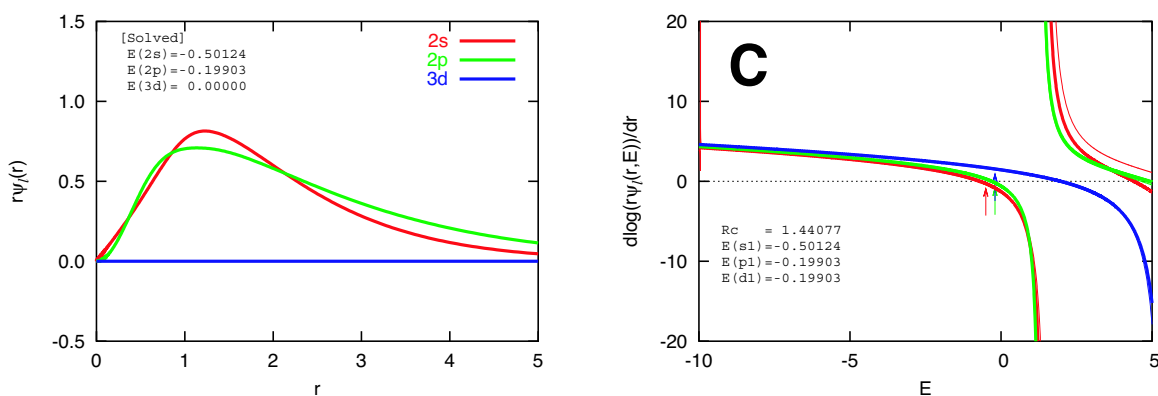 1.5
1.0
0.5
0.0
-0.5
0
1
2
3
4
5
r
rψₗ(r)
[Solved]
E(2s)=-0.50124
E(2p)=-0.19903
E(3d)= 0.00000
2s
2p
3d
20
10
0
-10
-20
-10
-5
0
5
E
dlog(rψₗ(r,E))/dr
C
Rc = 1.44077
E(s1)=-0.50124
E(p1)=-0.19903
E(d1)=-0.19903